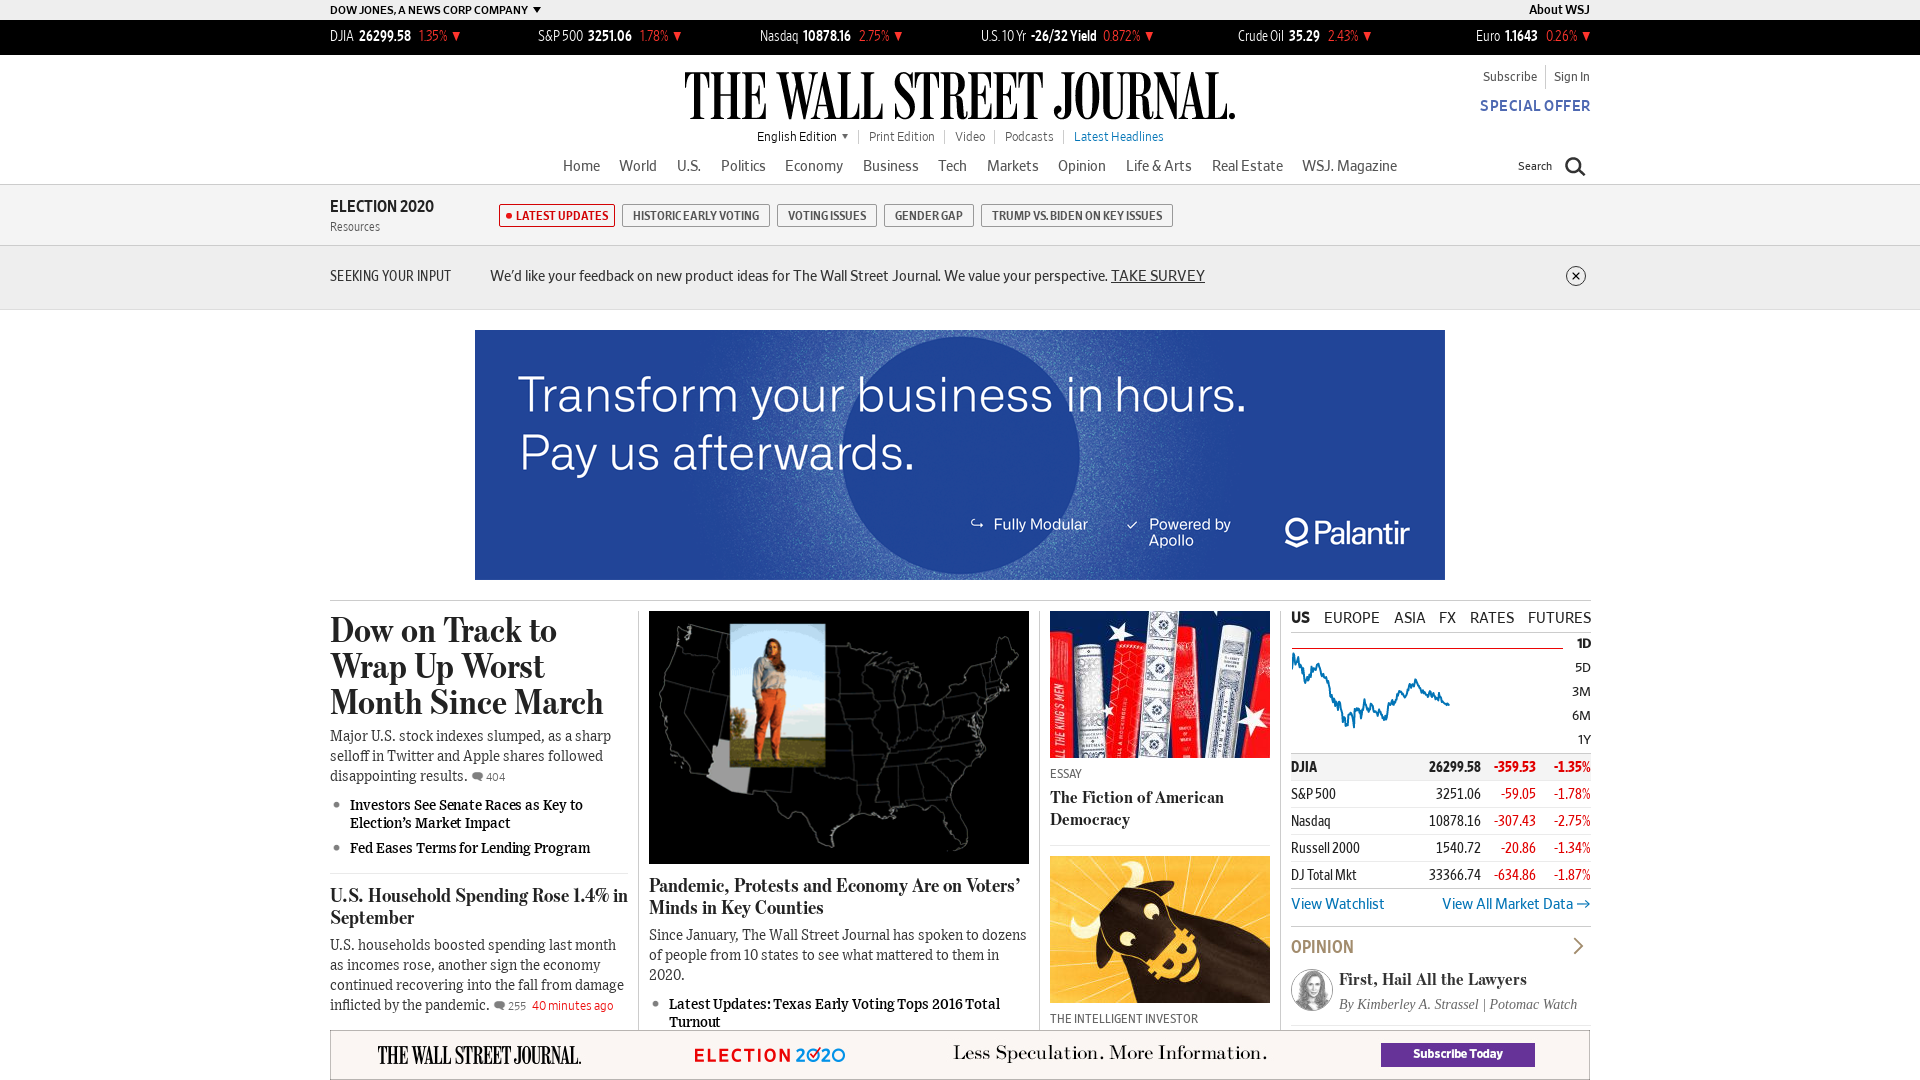 DOW JONES, A NEWS CORP COMPANY
About WSJ
DJIA 26299.58 1.35%
S&P 500 3251.06 1.78%
Nasdaq 10878.16 2.75%
U.S. 10 Yr -26/32 Yield 0.872%
Crude Oil 35.29 2.43%
Euro 1.1643 0.26%
THE WALL STREET JOURNAL.
Subscribe
Sign In
SPECIAL OFFER
English Edition
Print Edition
Video
Podcasts
Latest Headlines
Home World U.S. Politics Economy Business Tech Markets Opinion Life & Arts Real Estate WSJ. Magazine
Search
ELECTION 2020
Resources
LATEST UPDATES
HISTORIC EARLY VOTING
VOTING ISSUES
GENDER GAP
TRUMP VS. BIDEN ON KEY ISSUES
SEEKING YOUR INPUT
We’d like your feedback on new product ideas for The Wall Street Journal. We value your perspective. TAKE SURVEY
Transform your business in hours.
Pay us afterwards.
Fully Modular
Powered by
Apollo
Palantir
Dow on Track to
Wrap Up Worst
Month Since March
Major U.S. stock indexes slumped, as a sharp
selloff in Twitter and Apple shares followed
disappointing results. 404
Investors See Senate Races as Key to
Election’s Market Impact
Fed Eases Terms for Lending Program
U.S. Household Spending Rose 1.4% in
September
U.S. households boosted spending last month
as incomes rose, another sign the economy
continued recovering into the fall from damage
inflicted by the pandemic. 255 40 minutes ago
Pandemic, Protests and Economy Are on Voters’
Minds in Key Counties
Since January, The Wall Street Journal has spoken to dozens
of people from 10 states to see what mattered to them in
2020.
Latest Updates: Texas Early Voting Tops 2016 Total
Turnout
ESSAY
The Fiction of American
Democracy
THE INTELLIGENT INVESTOR
US EUROPE ASIA FX RATES FUTURES
1D
5D
3M
6M
1Y
DJIA 26299.58 -359.53 -1.35%
S&P 500 3251.06 -59.05 -1.78%
Nasdaq 10878.16 -307.43 -2.75%
Russell 2000 1540.72 -20.86 -1.34%
DJ Total Mkt 33366.74 -634.86 -1.87%
View Watchlist
View All Market Data
OPINION
First, Hail All the Lawyers
By Kimberley A. Strassel | Potomac Watch
THE WALL STREET JOURNAL.
ELECTION 2020
Less Speculation. More Information.
Subscribe Today